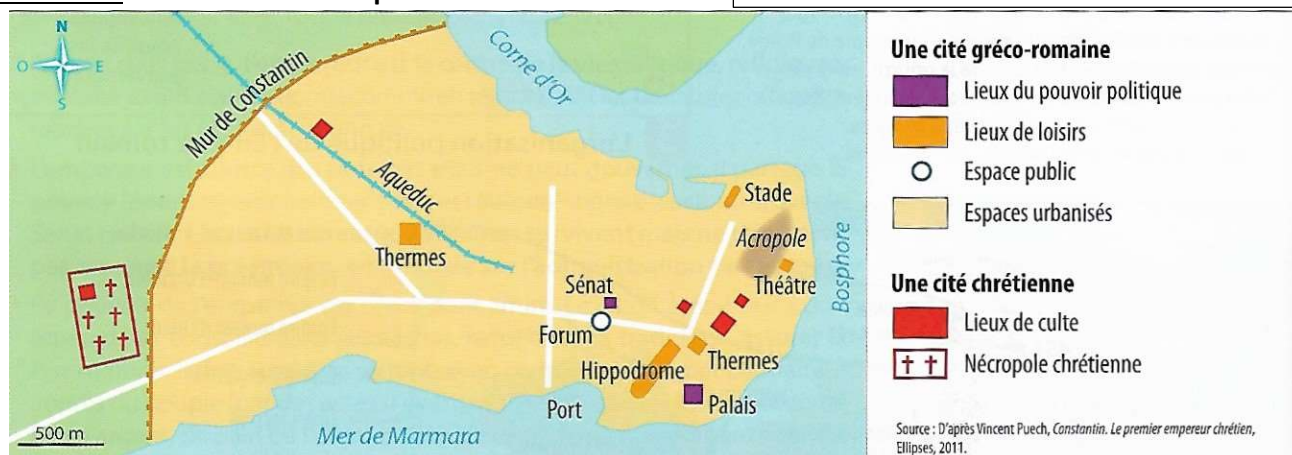 N
O
E
S
Mur de Constantin
Corne d'Or
Aqueduc
Thermes
Stade
Acropole
Théâtre
Bosphore
Sénat
Forum
Thermes
Hippodrome
Palais
Port
Mer de Marmara
500 m
Une cité gréco-romaine
Lieux du pouvoir politique
Lieux de loisirs
Espace public
Espaces urbanisés
Une cité chrétienne
Lieux de culte
Nécropole chrétienne
Source : D'après Vincent Puech, Constantin. Le premier empereur chrétien,
Ellipses, 2011.